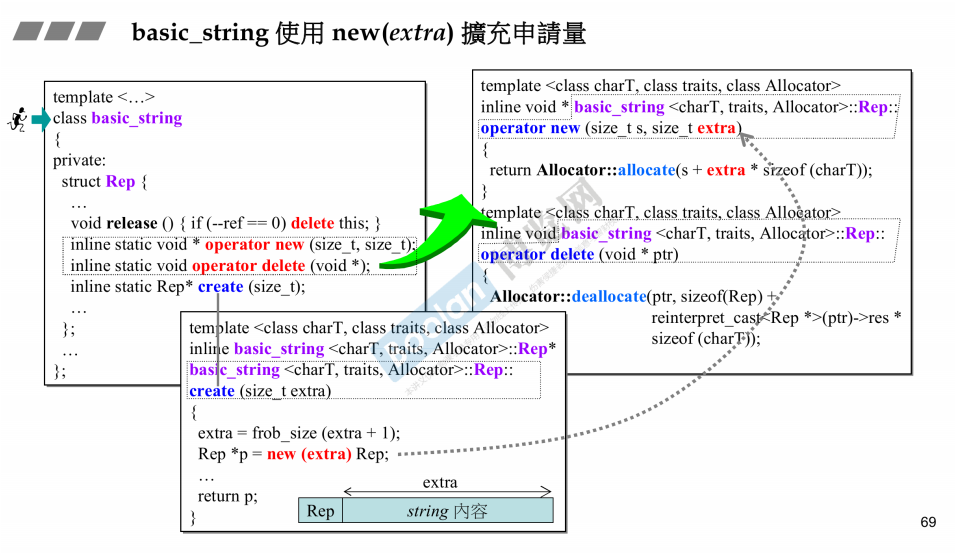 basic_string 使用 new(extra) 擴充申請量
template <…>
class basic_string
{
private:
struct Rep {
…
void release () { if (--ref == 0) delete this; }
inline static void * operator new (size_t, size_t);
inline static void operator delete (void *);
inline static Rep* create (size_t);
…
};
…
};
template <class charT, class traits, class Allocator>
inline void * basic_string <charT, traits, Allocator>::Rep::
operator new (size_t s, size_t extra)
{
return Allocator::allocate(s + extra * sizeof (charT));
}
template <class charT, class traits, class Allocator>
inline void basic_string <charT, traits, Allocator>::Rep::
operator delete (void * ptr)
{
Allocator::deallocate(ptr, sizeof(Rep) +
reinterpret_cast<Rep *>(ptr)->res *
sizeof (charT));
}
template <class charT, class traits, class Allocator>
inline basic_string <charT, traits, Allocator>::Rep*
basic_string <charT, traits, Allocator>::Rep::
create (size_t extra)
{
extra = frob_size (extra + 1);
Rep *p = new (extra) Rep;
…
return p;
}
extra
Rep string 內容
boolan 博览网
69